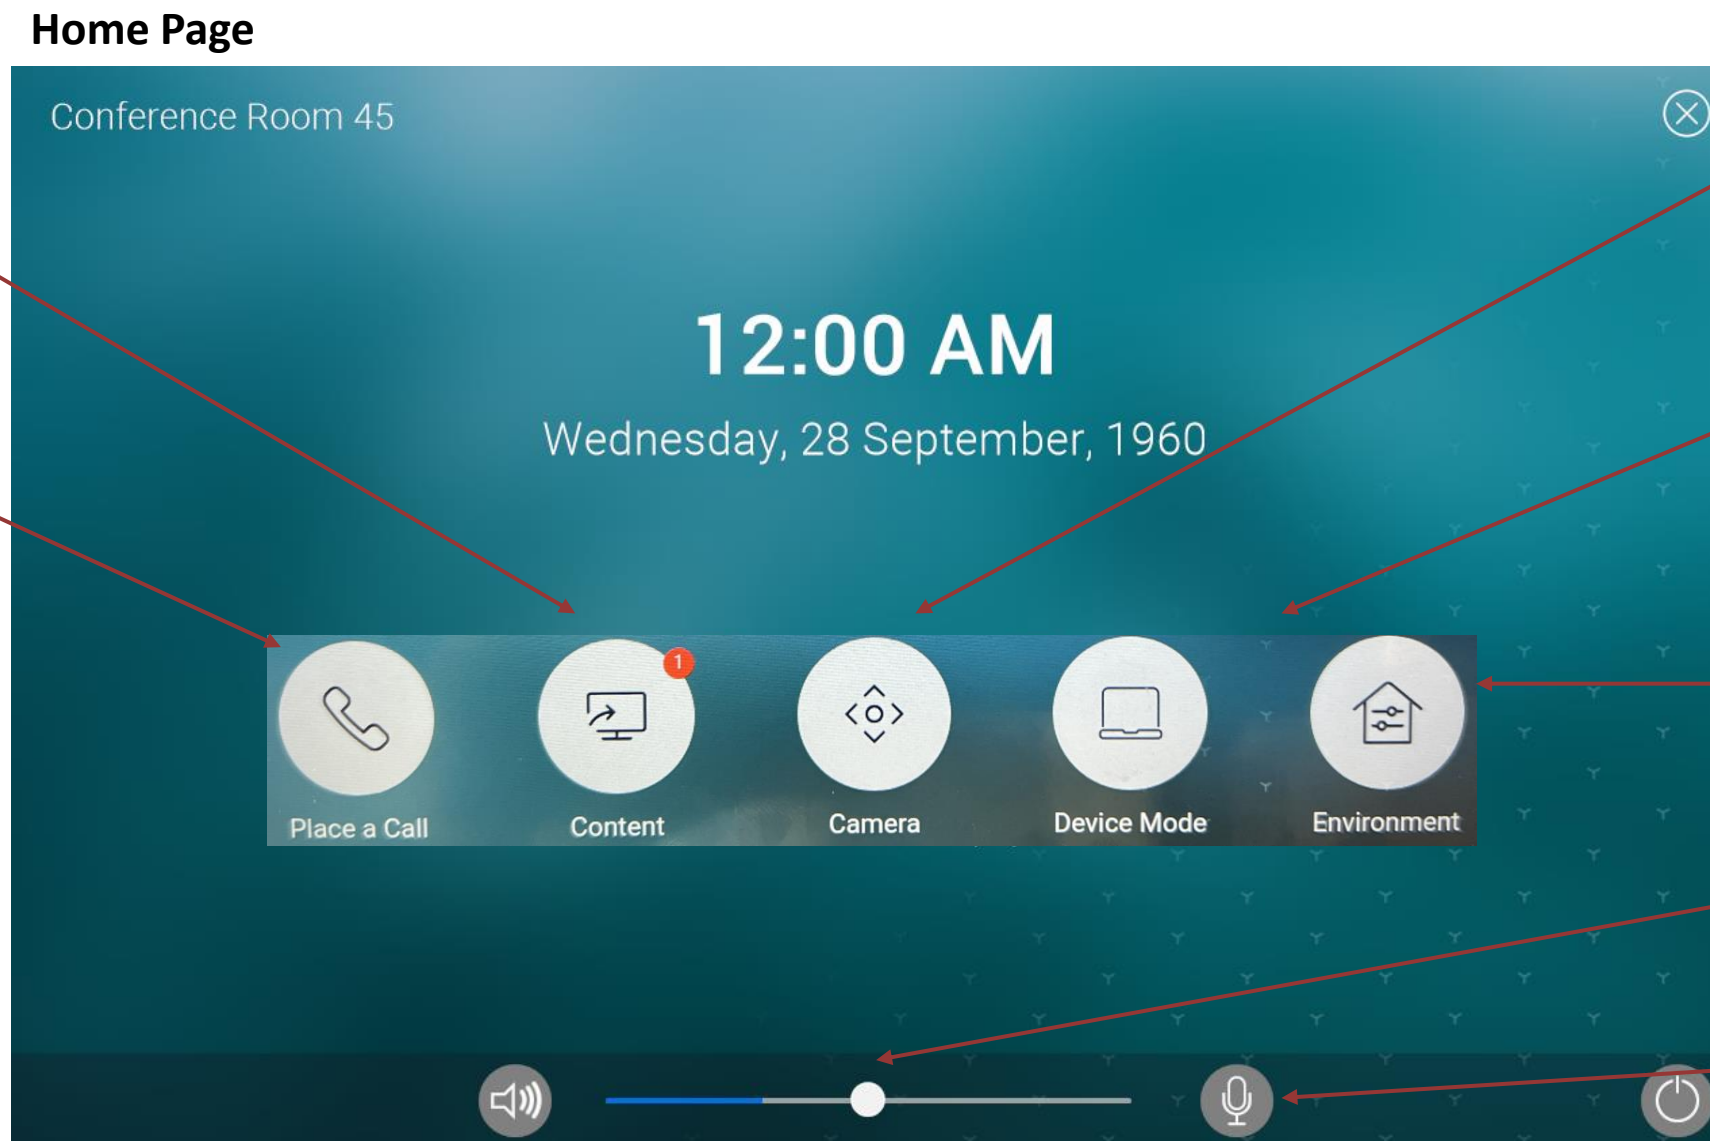 Home Page
Conference Room 45
12:00 AM
Wednesday, 28 September, 1960
1
Place a Call
Content
Camera
Device Mode
Environment